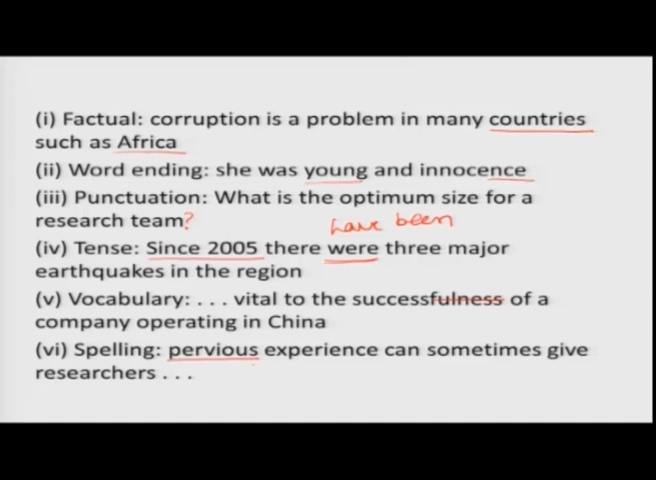 (i) Factual: corruption is a problem in many countries
such as Africa
(ii) Word ending: she was young and innocence
(iii) Punctuation: What is the optimum size for a
research team?
have been
(iv) Tense: Since 2005 there were three major
earthquakes in the region
(v) Vocabulary: . . . vital to the successfulness of a
company operating in China
(vi) Spelling: pervious experience can sometimes give
researchers . . .